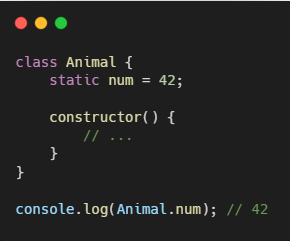 class Animal {
    static num = 42;

    constructor() {
        // ...
    }
}

console.log(Animal.num); // 42